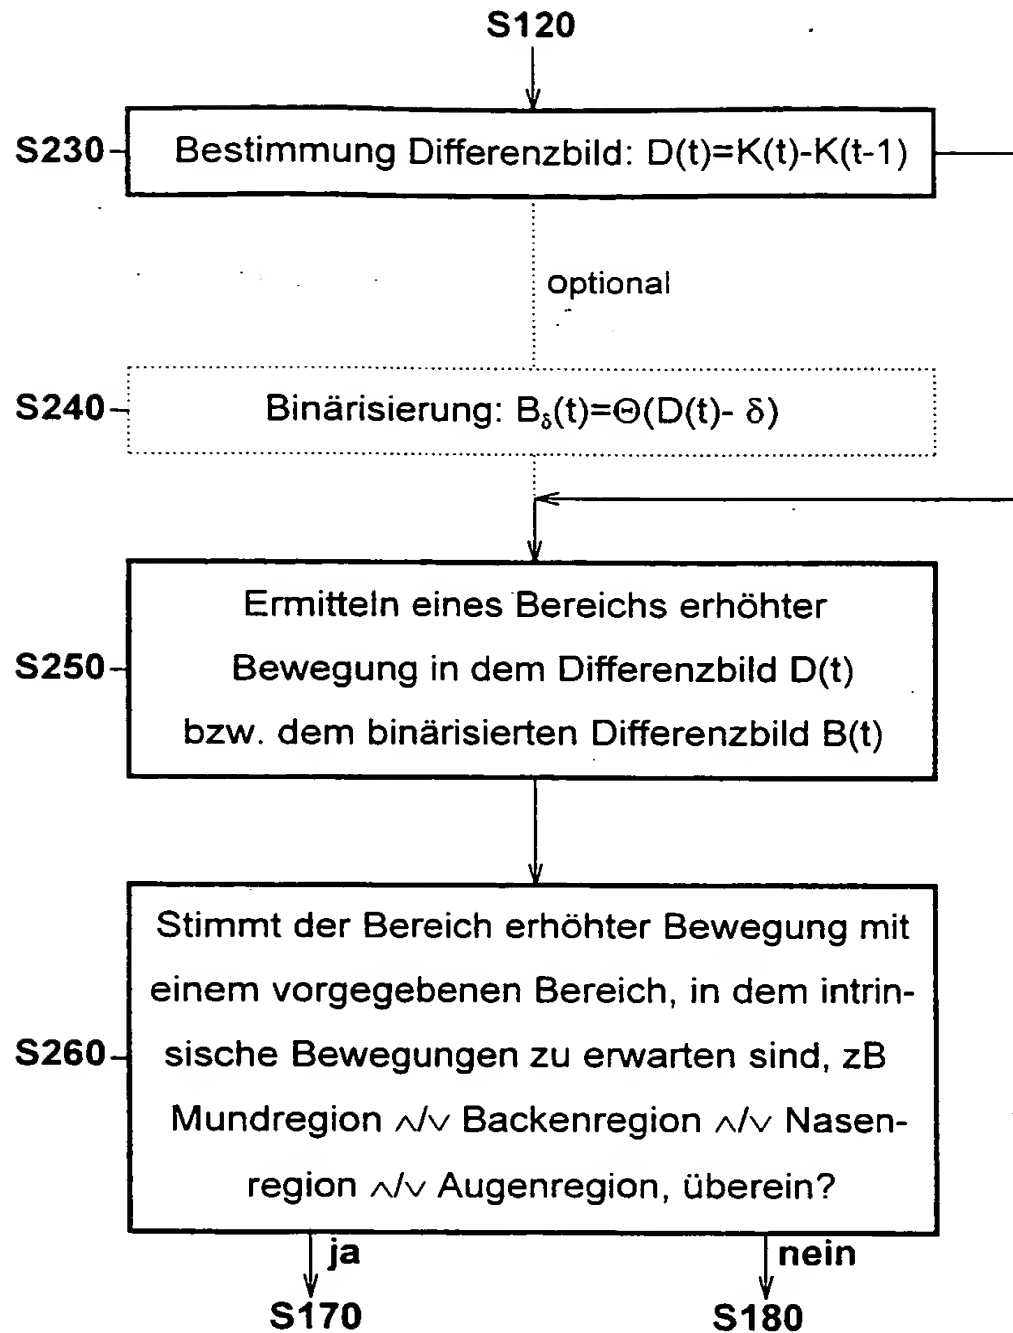 S120
S230 Bestimmung Differenzbild: D(t)=K(t)-K(t-1)
optional
S240 Binärisierung: Bδ(t)=Θ(D(t)- δ)
Ermitteln eines Bereichs erhöhter
S250 Bewegung in dem Differenzbild D(t)
bzw. dem binärisierten Differenzbild B(t)
Stimmt der Bereich erhöhter Bewegung mit
einem vorgegebenen Bereich, in dem intrin-
S260 sische Bewegungen zu erwarten sind, zB
Mundregion ∧/∨ Backenregion ∧/∨ Nasen-
region ∧/∨ Augenregion, überein?
ja nein
S170 S180